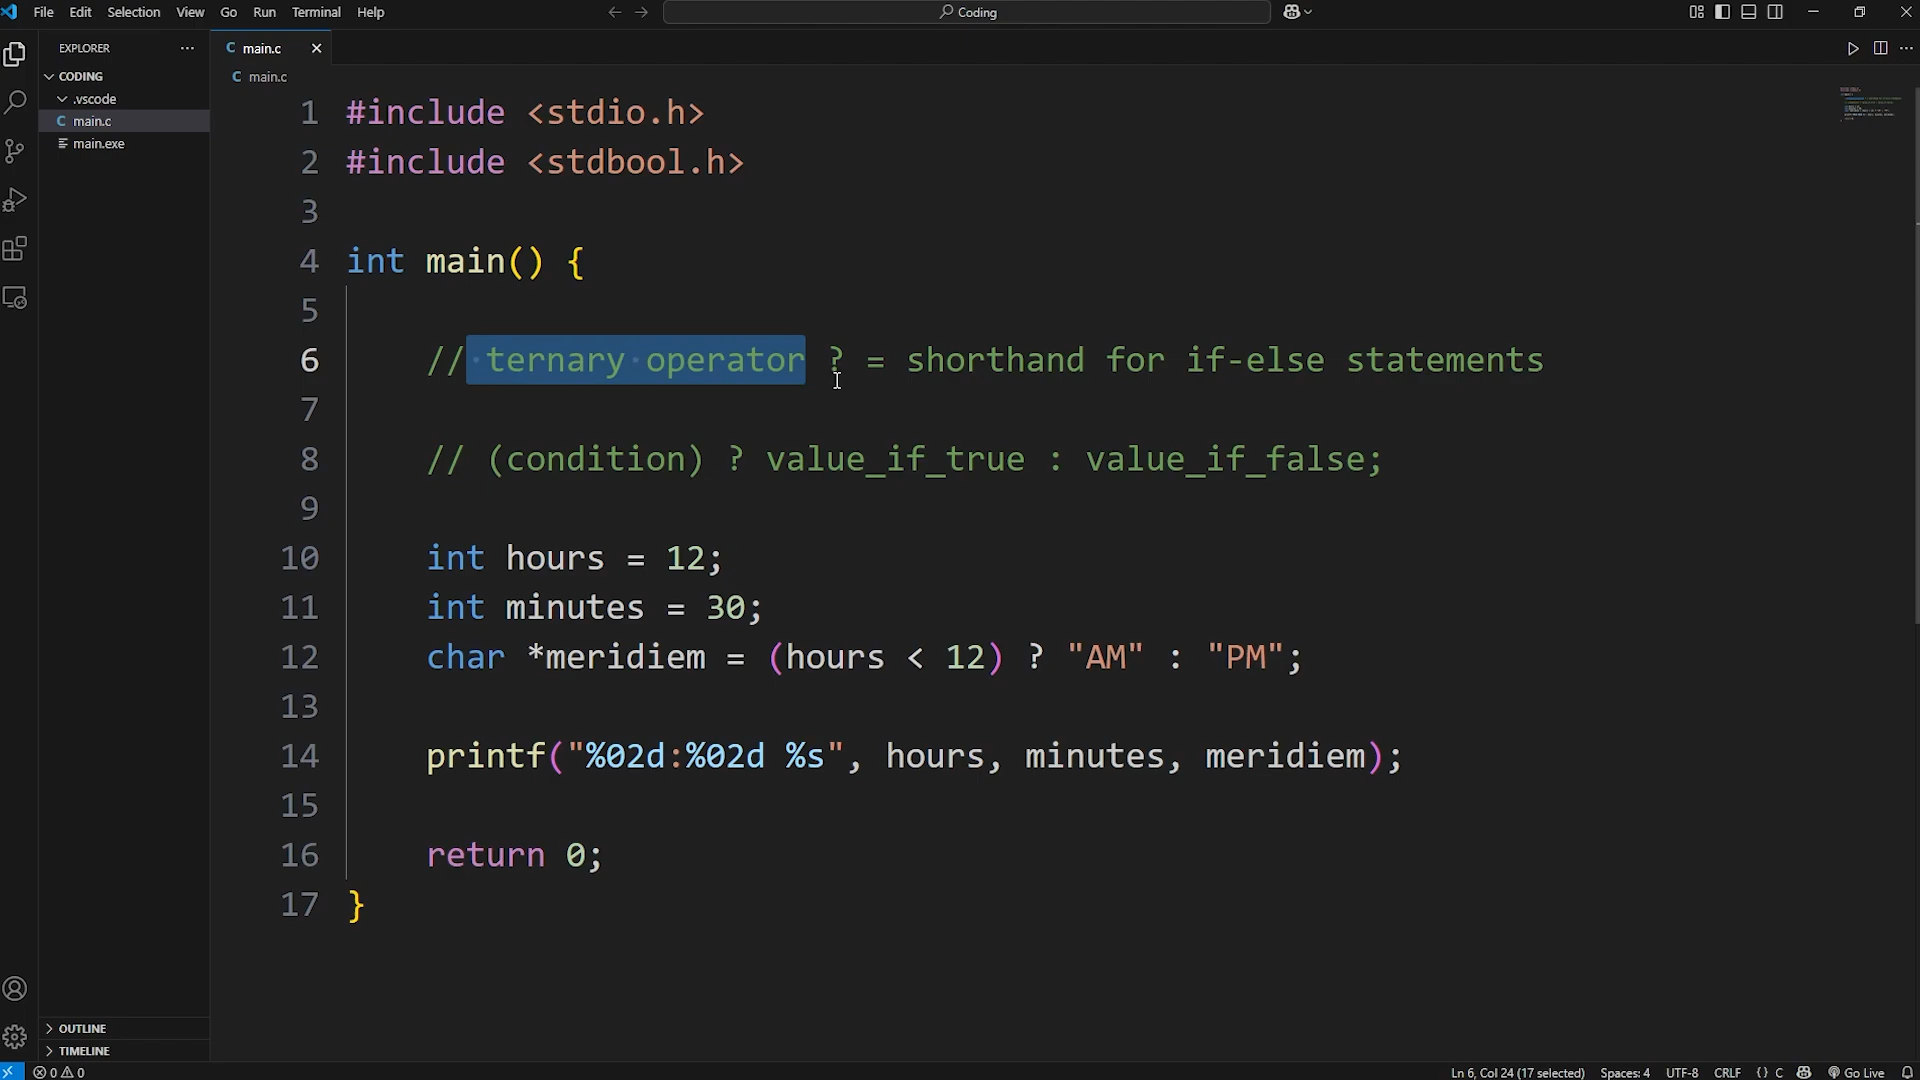 File Edit Selection View Go Run Terminal Help
Coding
EXPLORER
main.c
CODING
main.c
.vscode
main.c
main.exe
1 #include <stdio.h>
2 #include <stdbool.h>
3
4 int main() {
5
6 // ternary operator ? = shorthand for if-else statements
7
8 // (condition) ? value_if_true : value_if_false;
9
10 int hours = 12;
11 int minutes = 30;
12 char *meridiem = (hours < 12) ? "AM" : "PM";
13
14 printf("%02d:%02d %s", hours, minutes, meridiem);
15
16 return 0;
17 }
OUTLINE
TIMELINE
0 0 Ln 6, Col 24 (17 selected) Spaces: 4 UTF-8 CRLF {} C Go Live